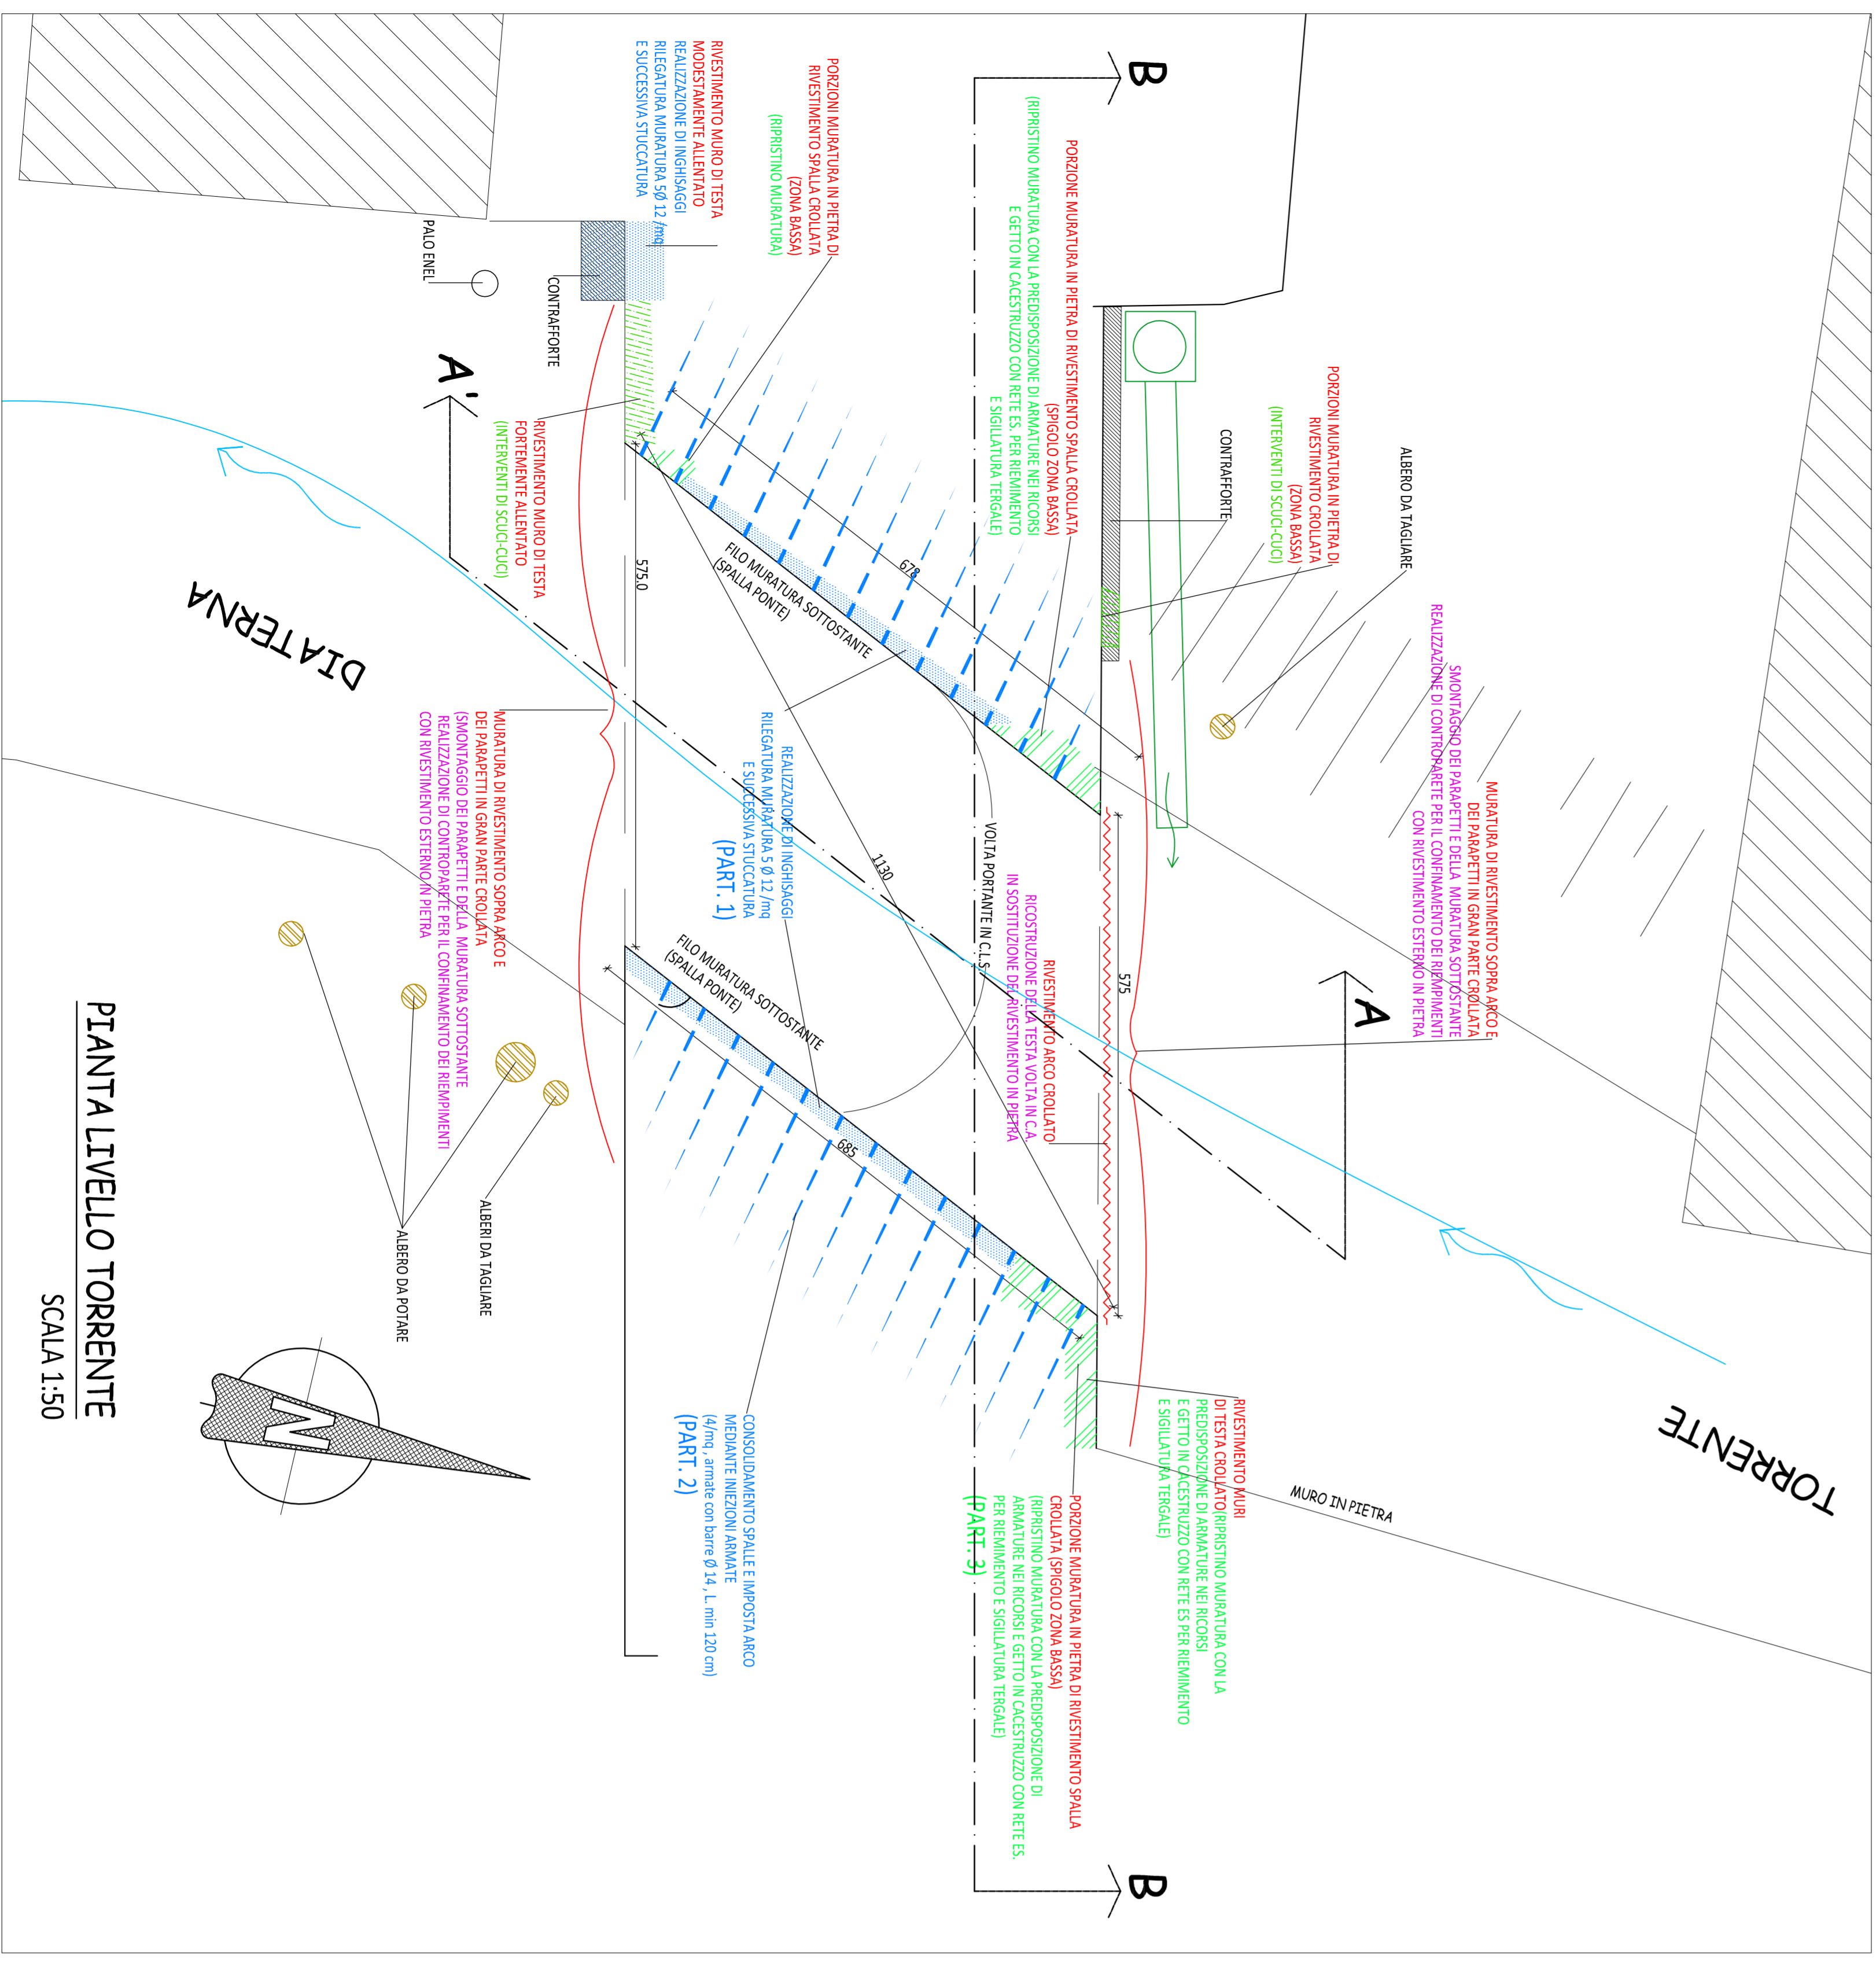 B
B
A
A'
TORRENTE
DIATERNA
RIVESTIMENTO MURO DI TESTA
MODESTAMENTE ALLENTATO
REALIZZAZIONE DI INGHISAGGI
RILEGATURA MURATURA 5Ø 12 /mq
E SUCCESSIVA STUCCATURA
PORZIONI MURATURA IN PIETRA DI
RIVESTIMENTO SPALLA CROLLATA
(ZONA BASSA)
(RIPRISTINO MURATURA)
PORZIONE MURATURA IN PIETRA DI RIVESTIMENTO SPALLA CROLLATA
(SPIGOLO ZONA BASSA)
(RIPRISTINO MURATURA CON LA PREDISPOSIZIONE DI ARMATURE NEI RICORSI
E GETTO IN CACESTRUZZO CON RETE ES. PER RIEMIMENTO
E SIGILLATURA TERGALE)
PORZIONI MURATURA IN PIETRA DI
RIVESTIMENTO CROLLATA
(ZONA BASSA)
(INTERVENTI DI SCUCI-CUCI)
CONTRAFFORTE
ALBERO DA TAGLIARE
PALO ENEL
CONTRAFFORTE
RIVESTIMENTO MURO DI TESTA
FORTEMENTE ALLENTATO
(INTERVENTI DI SCUCI-CUCI)
MURATURA DI RIVESTIMENTO SOPRA ARCO E
DEI PARAPETTI IN GRAN PARTE CROLLATA
SMONTAGGIO DEI PARAPETTI E DELLA MURATURA SOTTOSTANTE
REALIZZAZIONE DI CONTROPARETE PER IL CONFINAMENTO DEI RIEMPIMENTI
CON RIVESTIMENTO ESTERNO IN PIETRA
575.0
678
FILO MURATURA SOTTOSTANTE
(SPALLA PONTE)
REALIZZAZIONE DI INGHISAGGI
RILEGATURA MURATURA 5 Ø 12 /mq
E SUCCESSIVA STUCCATURA
(PART. 1)
1130
VOLTA PORTANTE IN C.L.S.
575
RIVESTIMENTO ARCO CROLLATO
RICOSTRUZIONE DELLA TESTA VOLTA IN C.A.
IN SOSTITUZIONE DEL RIVESTIMENTO IN PIETRA
MURATURA DI RIVESTIMENTO SOPRA ARCO E
DEI PARAPETTI IN GRAN PARTE CROLLATA
(SMONTAGGIO DEI PARAPETTI E DELLA MURATURA SOTTOSTANTE
REALIZZAZIONE DI CONTROPARETE PER IL CONFINAMENTO DEI RIEMPIMENTI
CON RIVESTIMENTO ESTERNO IN PIETRA
FILO MURATURA SOTTOSTANTE
(SPALLA PONTE)
685
ALBERI DA TAGLIARE
ALBERO DA POTARE
CONSOLIDAMENTO SPALLE E IMPOSTA ARCO
MEDIANTE INIEZIONI ARMATE
(4/mq , armate con barre Ø 14 , L. min 120 cm)
(PART. 2)
RIVESTIMENTO MURI
DI TESTA CROLLATO(RIPRISTINO MURATURA CON LA
PREDISPOSIZIONE DI ARMATURE NEI RICORSI
E GETTO IN CACESTRUZZO CON RETE ES PER RIEMIMENTO
E SIGILLATURA TERGALE)
MURO IN PIETRA
PORZIONE MURATURA IN PIETRA DI RIVESTIMENTO SPALLA
CROLLATA (SPIGOLO ZONA BASSA)
(RIPRISTINO MURATURA CON LA PREDISPOSIZIONE DI
ARMATURE NEI RICORSI E GETTO IN CACESTRUZZO CON RETE ES.
PER RIEMIMENTO E SIGILLATURA TERGALE)
(PART. 3)
N
PIANTA LIVELLO TORRENTE
SCALA 1:50